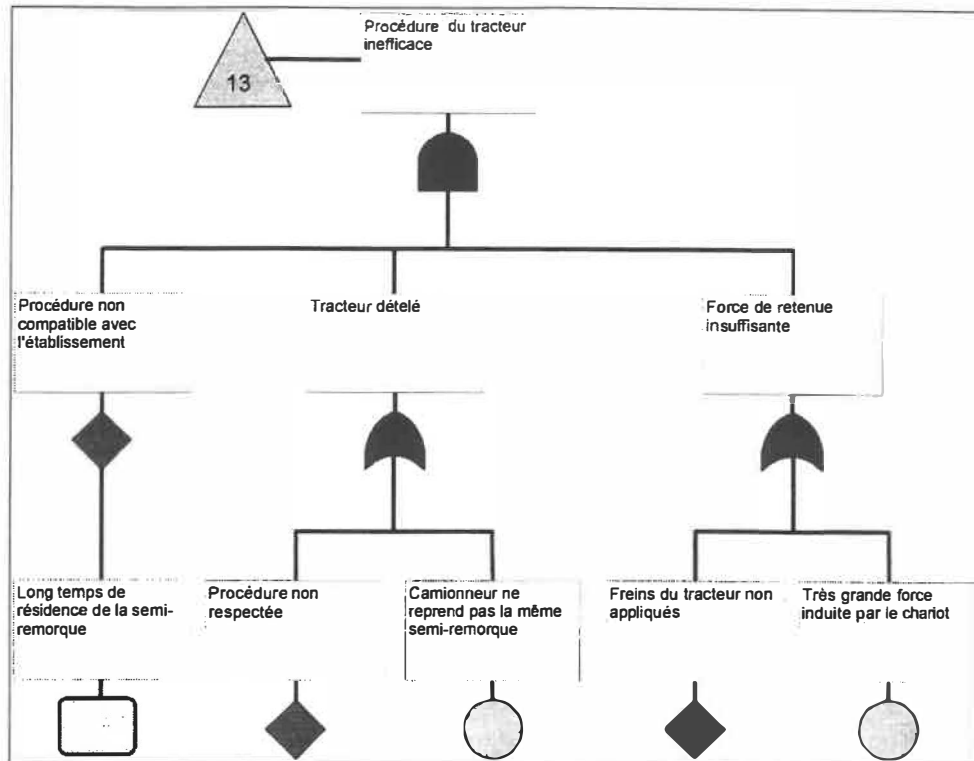 Procédure du tracteur
inefficace
13
Procédure non
compatible avec
l'établissement
Tracteur dételé
Force de retenue
insuffisante
Long temps de
résidence de la semi-
remorque
Procédure non
respectée
Camionneur ne
reprend pas la même
semi-remorque
Freins du tracteur non
appliqués
Très grande force
induite par le chariot